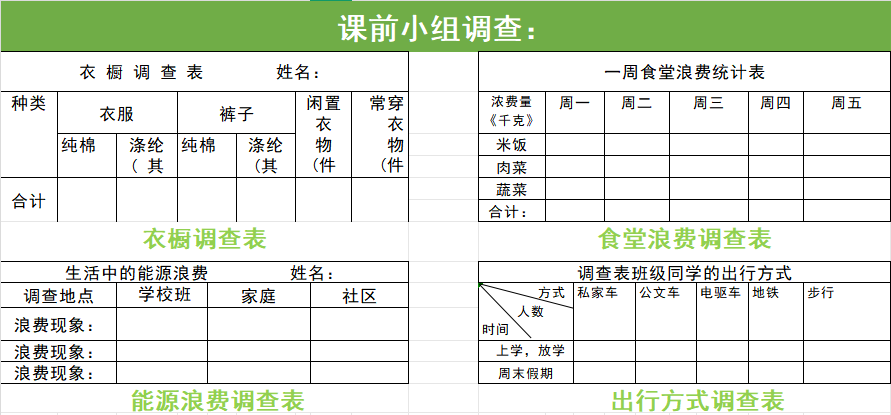 课前小组调查：
衣 橱 调 查 表 姓名：
种类 衣服 裤子 闲置衣物（件 常穿衣物（件
纯棉 涤纶（ 其 纯棉 涤纶（其
合计
衣橱调查表
一周食堂浪费统计表
浓费量《千克》 周一 周二 周三 周四 周五
米饭
肉菜
蔬菜
合计：
食堂浪费调查表
生活中的能源浪费 姓名：
调查地点 学校班 家庭 社区
浪费现象：
浪费现象：
浪费现象：
能源浪费调查表
调查表班级同学的出行方式
方式 人数 时间 私家车 公文车 电驱车 地铁 步行
上学，放学
周末假期
出行方式调查表